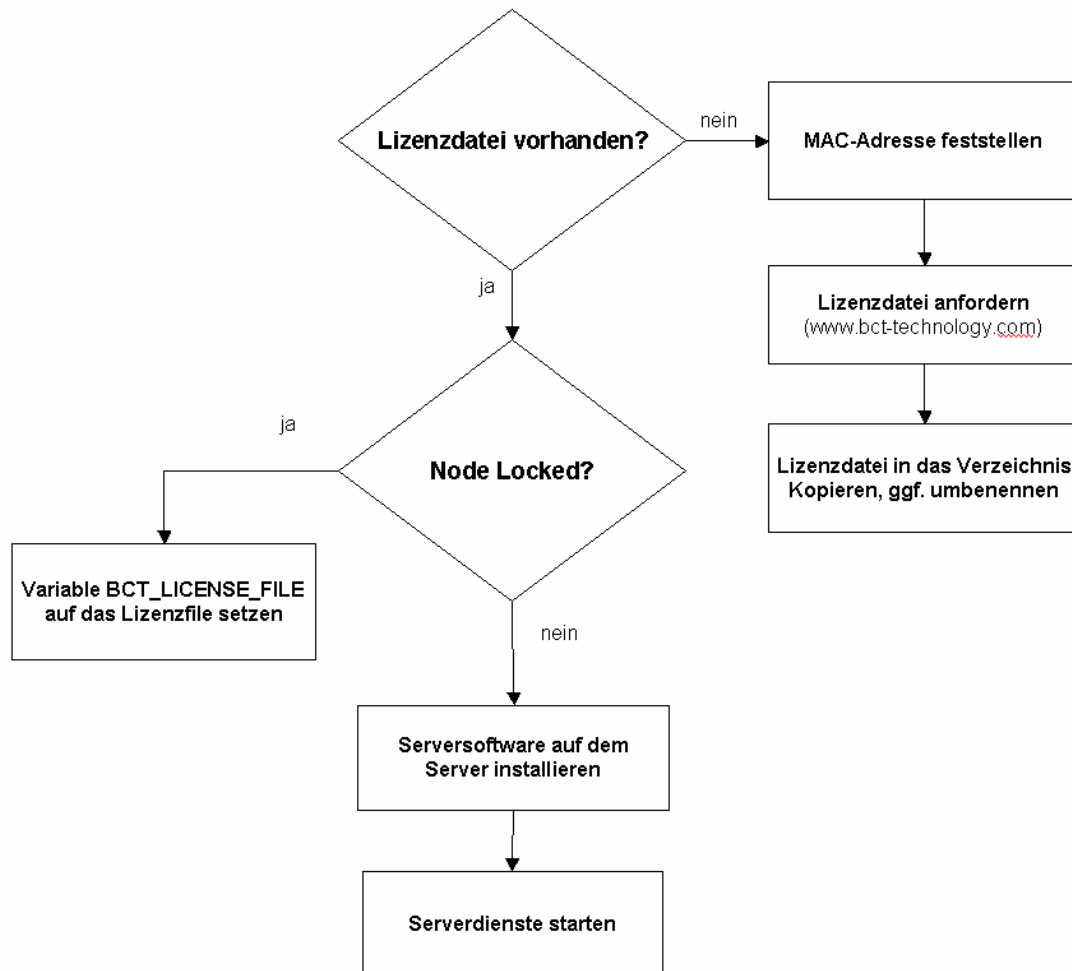 Lizenzdatei vorhanden?
nein
MAC-Adresse feststellen
ja
Lizenzdatei anfordern
(www.bct-technology.com)
Lizenzdatei in das Verzeichnis
Kopieren, ggf. umbenennen
ja
Node Locked?
Variable BCT_LICENSE_FILE
auf das Lizenzfile setzen
nein
Serversoftware auf dem
Server installieren
Serverdienste starten